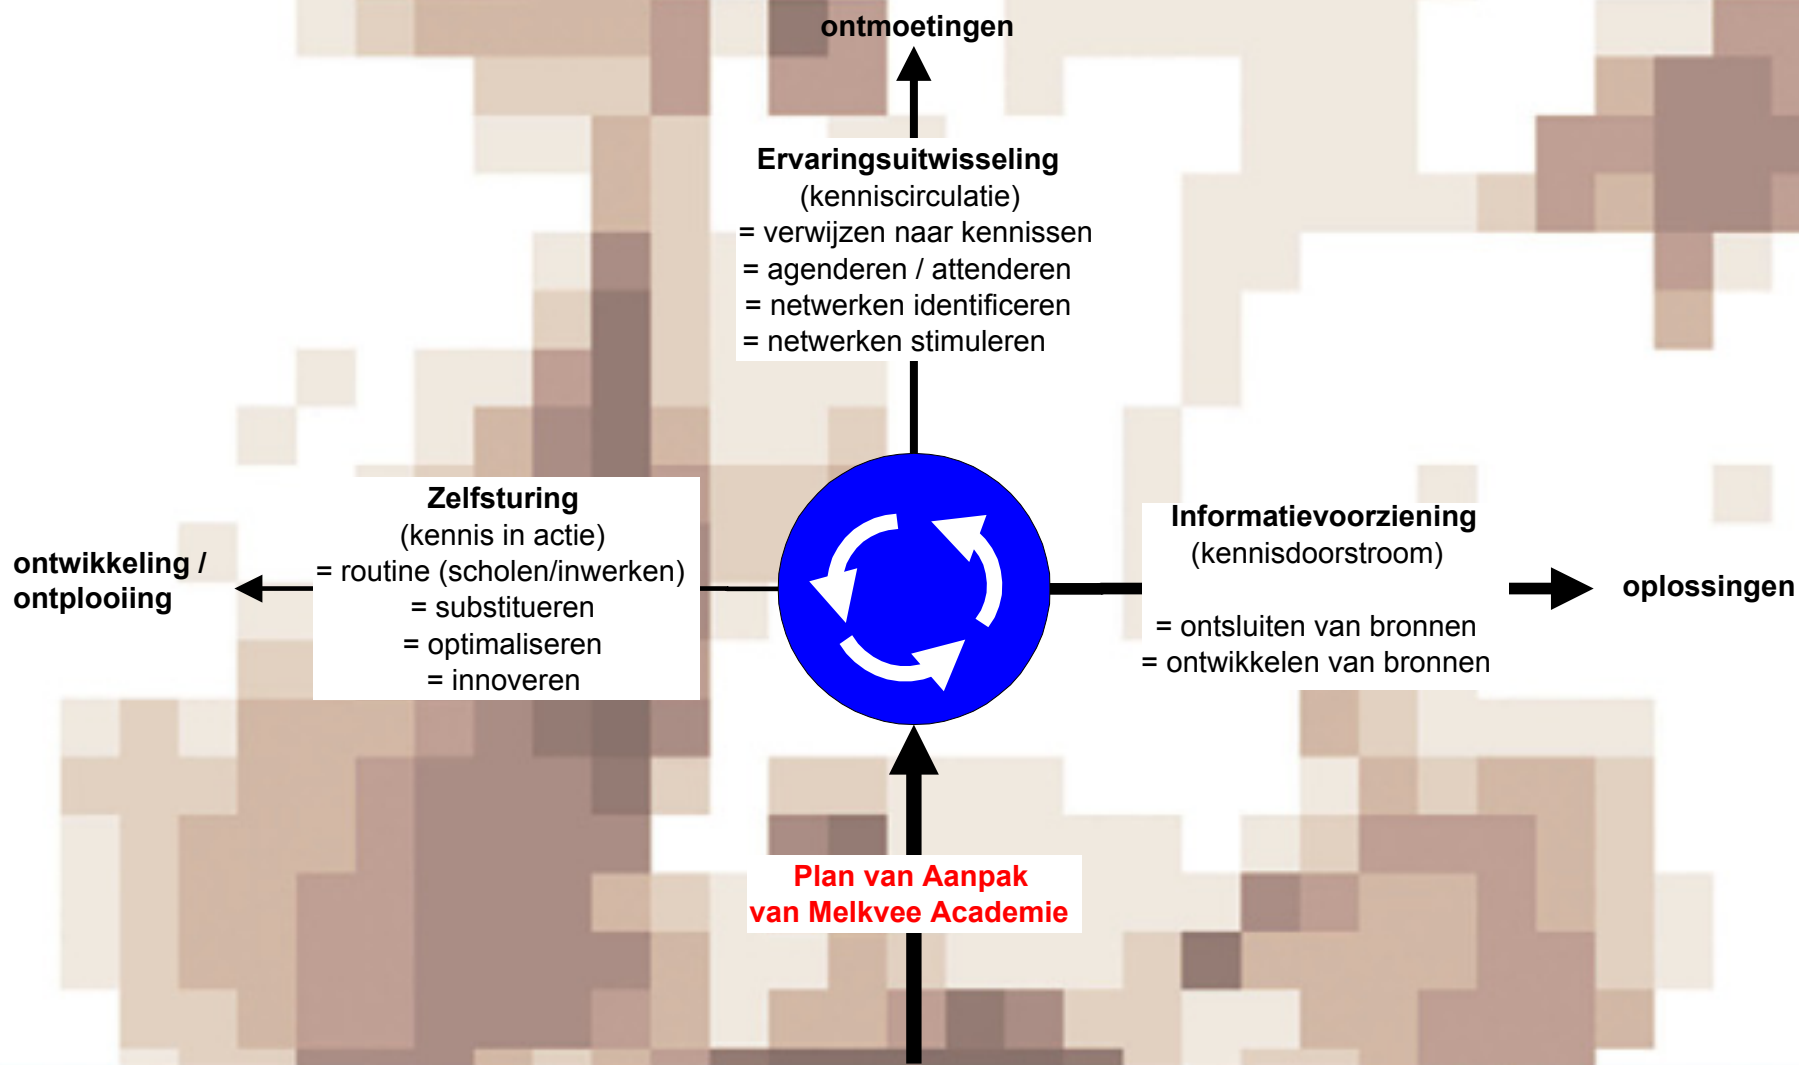 ontmoetingen
Ervaringsuitwisseling
(kenniscirculatie)
= verwijzen naar kennissen
= agenderen / attenderen
= netwerken identificeren
= netwerken stimuleren
Zelfsturing
(kennis in actie)
= routine (scholen/inwerken)
= substitueren
= optimaliseren
= innoveren
ontwikkeling /
ontplooiing
Informatievoorziening
(kennisdoorstroom)
= ontsluiten van bronnen
= ontwikkelen van bronnen
oplossingen
Plan van Aanpak
van Melkvee Academie